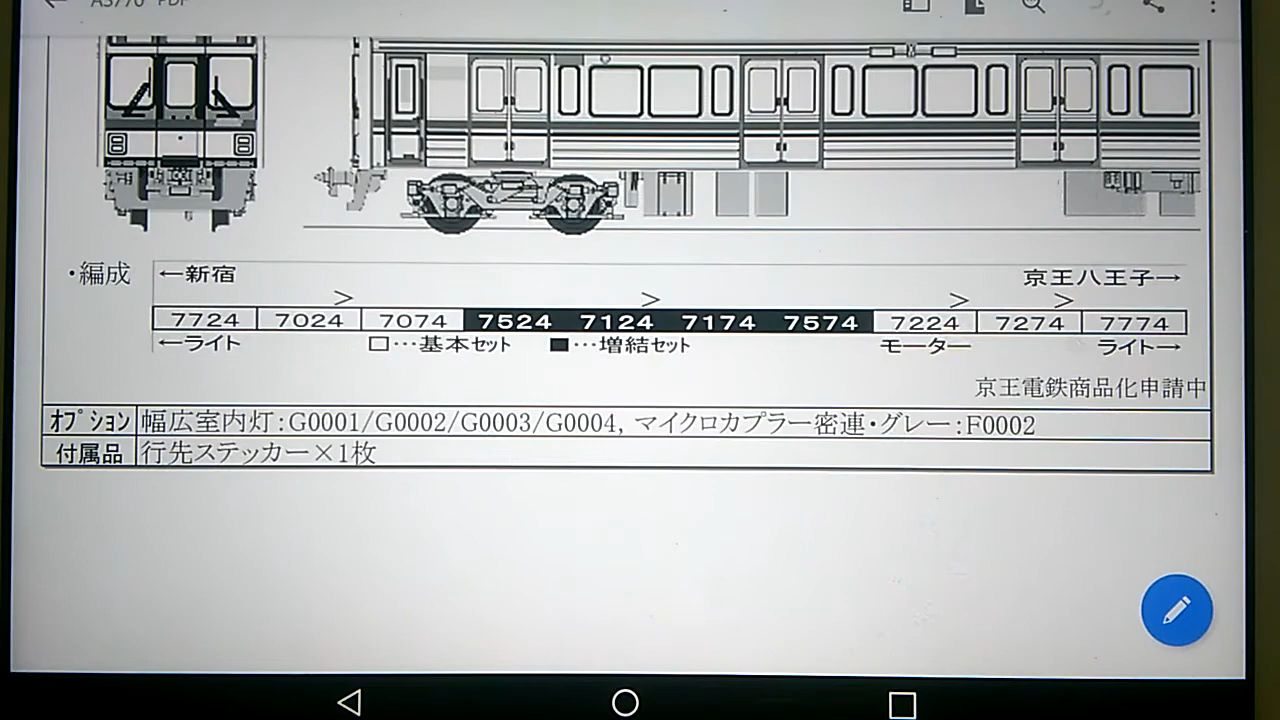 A3770 PDF
・編成
←新宿 京王八王子→
> > > >
7724 7024 7074 7524 7124 7174 7574 7224 7274 7774
←ライト □…基本セット ■…増結セット モーター ライト→
京王電鉄商品化申請中
ｵﾌﾟｼｮﾝ 幅広室内灯：G0001/G0002/G0003/G0004, マイクロカプラー密連・グレー：F0002
付属品 行先ステッカー×1枚